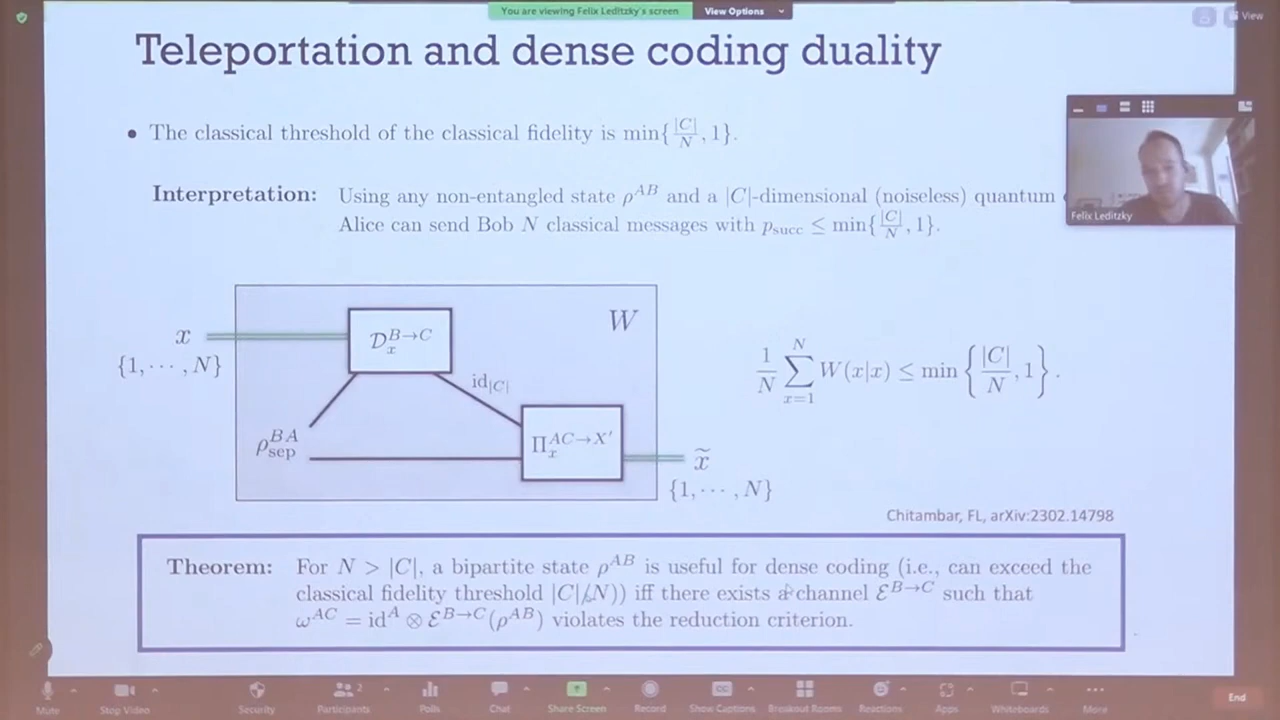 You are viewing Felix Leditzky's screen View Options
View
Teleportation and dense coding duality
• The classical threshold of the classical fidelity is min{|C|/N, 1}.
Interpretation: Using any non-entangled state ρ^{AB} and a |C|-dimensional (noiseless) quantum
Alice can send Bob N classical messages with p_succ ≤ min{|C|/N, 1}.
Felix Leditzky
W
x
{1, ⋯ , N}
𝒟_x^{B→C}
id_{|C|}
ρ_sep^{BA}
Π_x^{AC→X′}
x̃
{1, ⋯ , N}
1/N ∑_{x=1}^{N} W(x|x) ≤ min {|C|/N, 1}.
Chitambar, FL, arXiv:2302.14798
Theorem: For N > |C|, a bipartite state ρ^{AB} is useful for dense coding (i.e., can exceed the
classical fidelity threshold |C|/N)) iff there exists a channel ℰ^{B→C} such that
ω^{AC} = id^A ⊗ ℰ^{B→C}(ρ^{AB}) violates the reduction criterion.
Mute Stop Video Security Participants 2 Polls Chat Share Screen Record Show Captions Breakout Rooms Reactions Apps Whiteboards More End